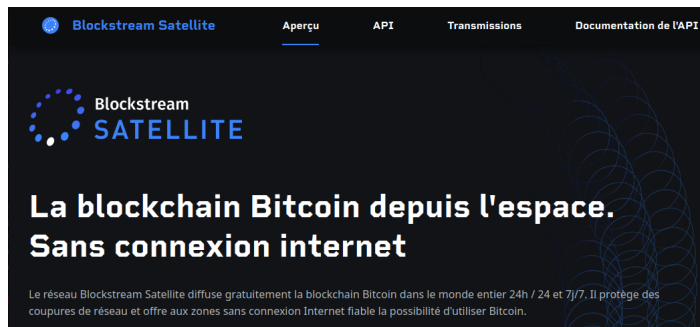 Blockstream Satellite Aperçu API Transmissions Documentation de l'API
Blockstream
SATELLITE
La blockchain Bitcoin depuis l'espace.
Sans connexion internet
Le réseau Blockstream Satellite diffuse gratuitement la blockchain Bitcoin dans le monde entier 24h / 24 et 7j/7. Il protège des
coupures de réseau et offre aux zones sans connexion Internet fiable la possibilité d'utiliser Bitcoin.